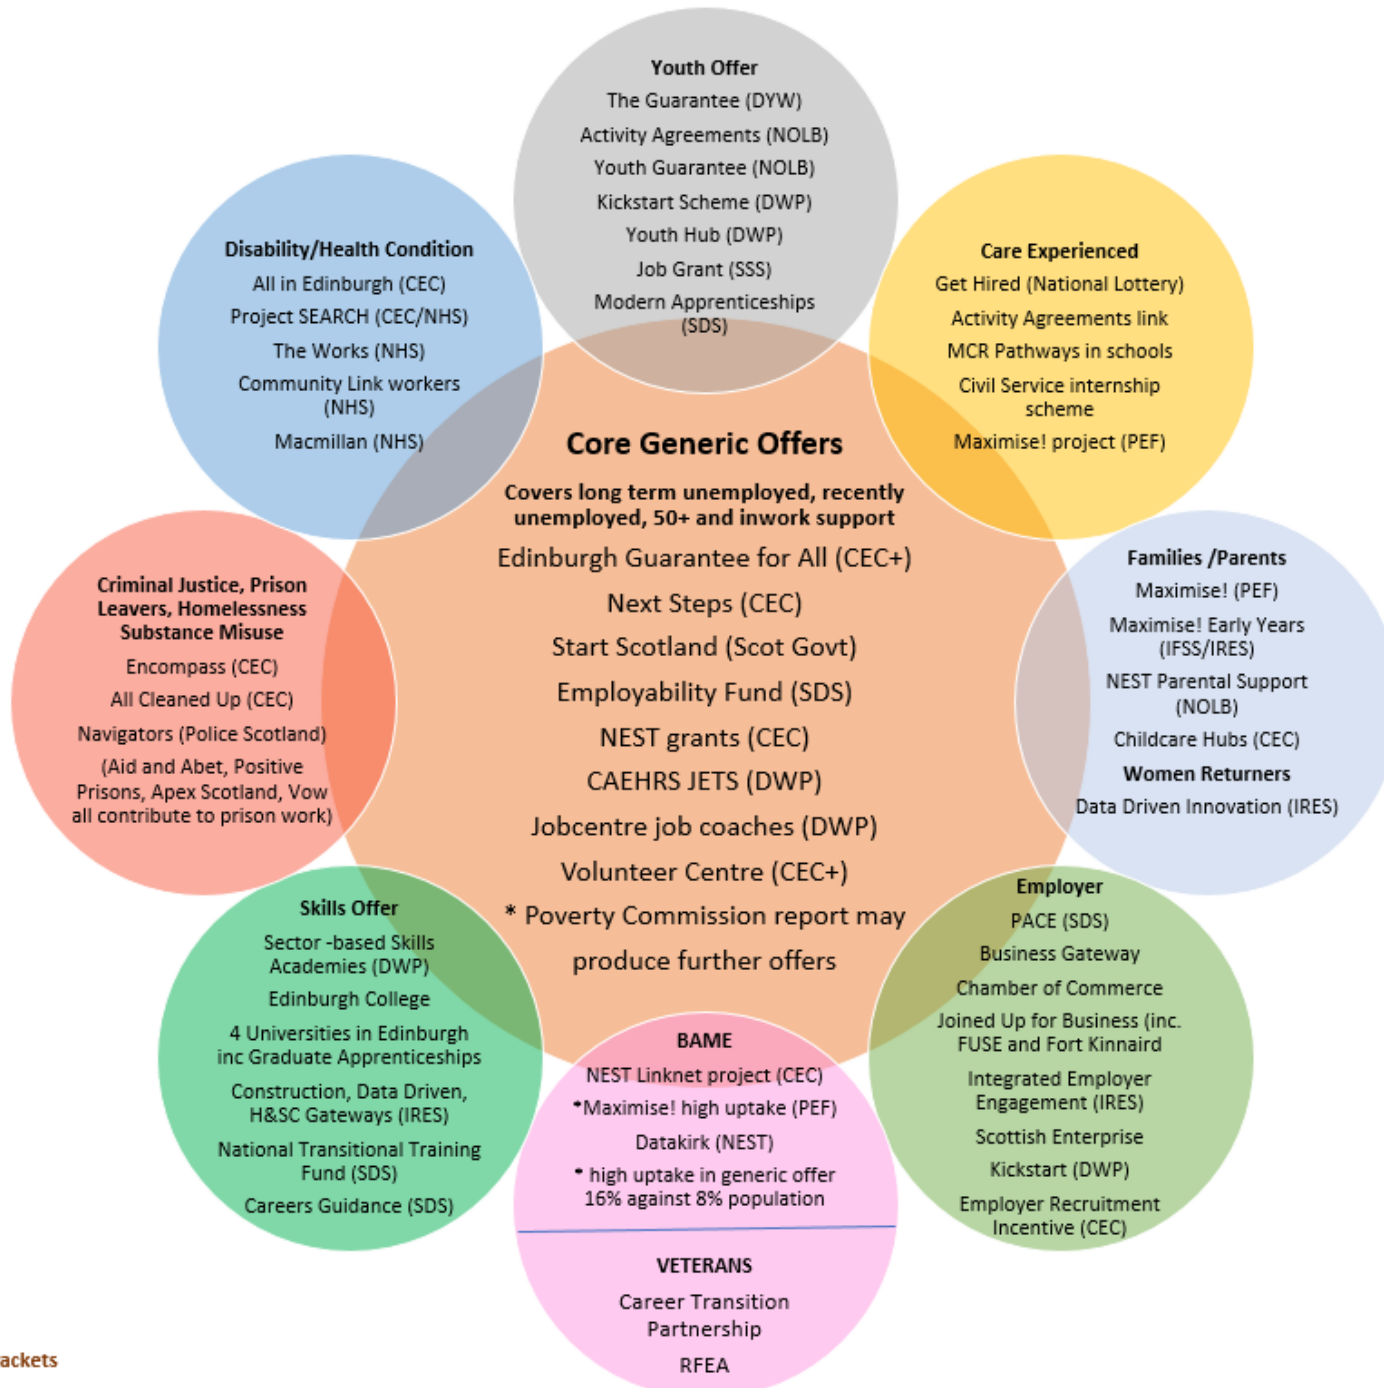 Youth Offer
The Guarantee (DYW)
Activity Agreements (NOLB)
Youth Guarantee (NOLB)
Kickstart Scheme (DWP)
Youth Hub (DWP)
Job Grant (SSS)
Modern Apprenticeships
(SDS)
Disability/Health Condition
All in Edinburgh (CEC)
Project SEARCH (CEC/NHS)
The Works (NHS)
Community Link workers
(NHS)
Macmillan (NHS)
Care Experienced
Get Hired (National Lottery)
Activity Agreements link
MCR Pathways in schools
Civil Service internship
scheme
Maximise! project (PEF)
Core Generic Offers
Covers long term unemployed, recently
unemployed, 50+ and inwork support
Edinburgh Guarantee for All (CEC+)
Next Steps (CEC)
Start Scotland (Scot Govt)
Employability Fund (SDS)
NEST grants (CEC)
CAEHRS JETS (DWP)
Jobcentre job coaches (DWP)
Volunteer Centre (CEC+)
* Poverty Commission report may
produce further offers
Criminal Justice, Prison
Leavers, Homelessness
Substance Misuse
Encompass (CEC)
All Cleaned Up (CEC)
Navigators (Police Scotland)
(Aid and Abet, Positive
Prisons, Apex Scotland, Vow
all contribute to prison work)
Families /Parents
Maximise! (PEF)
Maximise! Early Years
(IFSS/IRES)
NEST Parental Support
(NOLB)
Childcare Hubs (CEC)
Women Returners
Data Driven Innovation (IRES)
Skills Offer
Sector -based Skills
Academies (DWP)
Edinburgh College
4 Universities in Edinburgh
inc Graduate Apprenticeships
Construction, Data Driven,
H&SC Gateways (IRES)
National Transitional Training
Fund (SDS)
Careers Guidance (SDS)
Employer
PACE (SDS)
Business Gateway
Chamber of Commerce
Joined Up for Business (inc.
FUSE and Fort Kinnaird
Integrated Employer
Engagement (IRES)
Scottish Enterprise
Kickstart (DWP)
Employer Recruitment
Incentive (CEC)
BAME
NEST Linknet project (CEC)
*Maximise! high uptake (PEF)
Datakirk (NEST)
* high uptake in generic offer
16% against 8% population
VETERANS
Career Transition
Partnership
RFEA
ackets